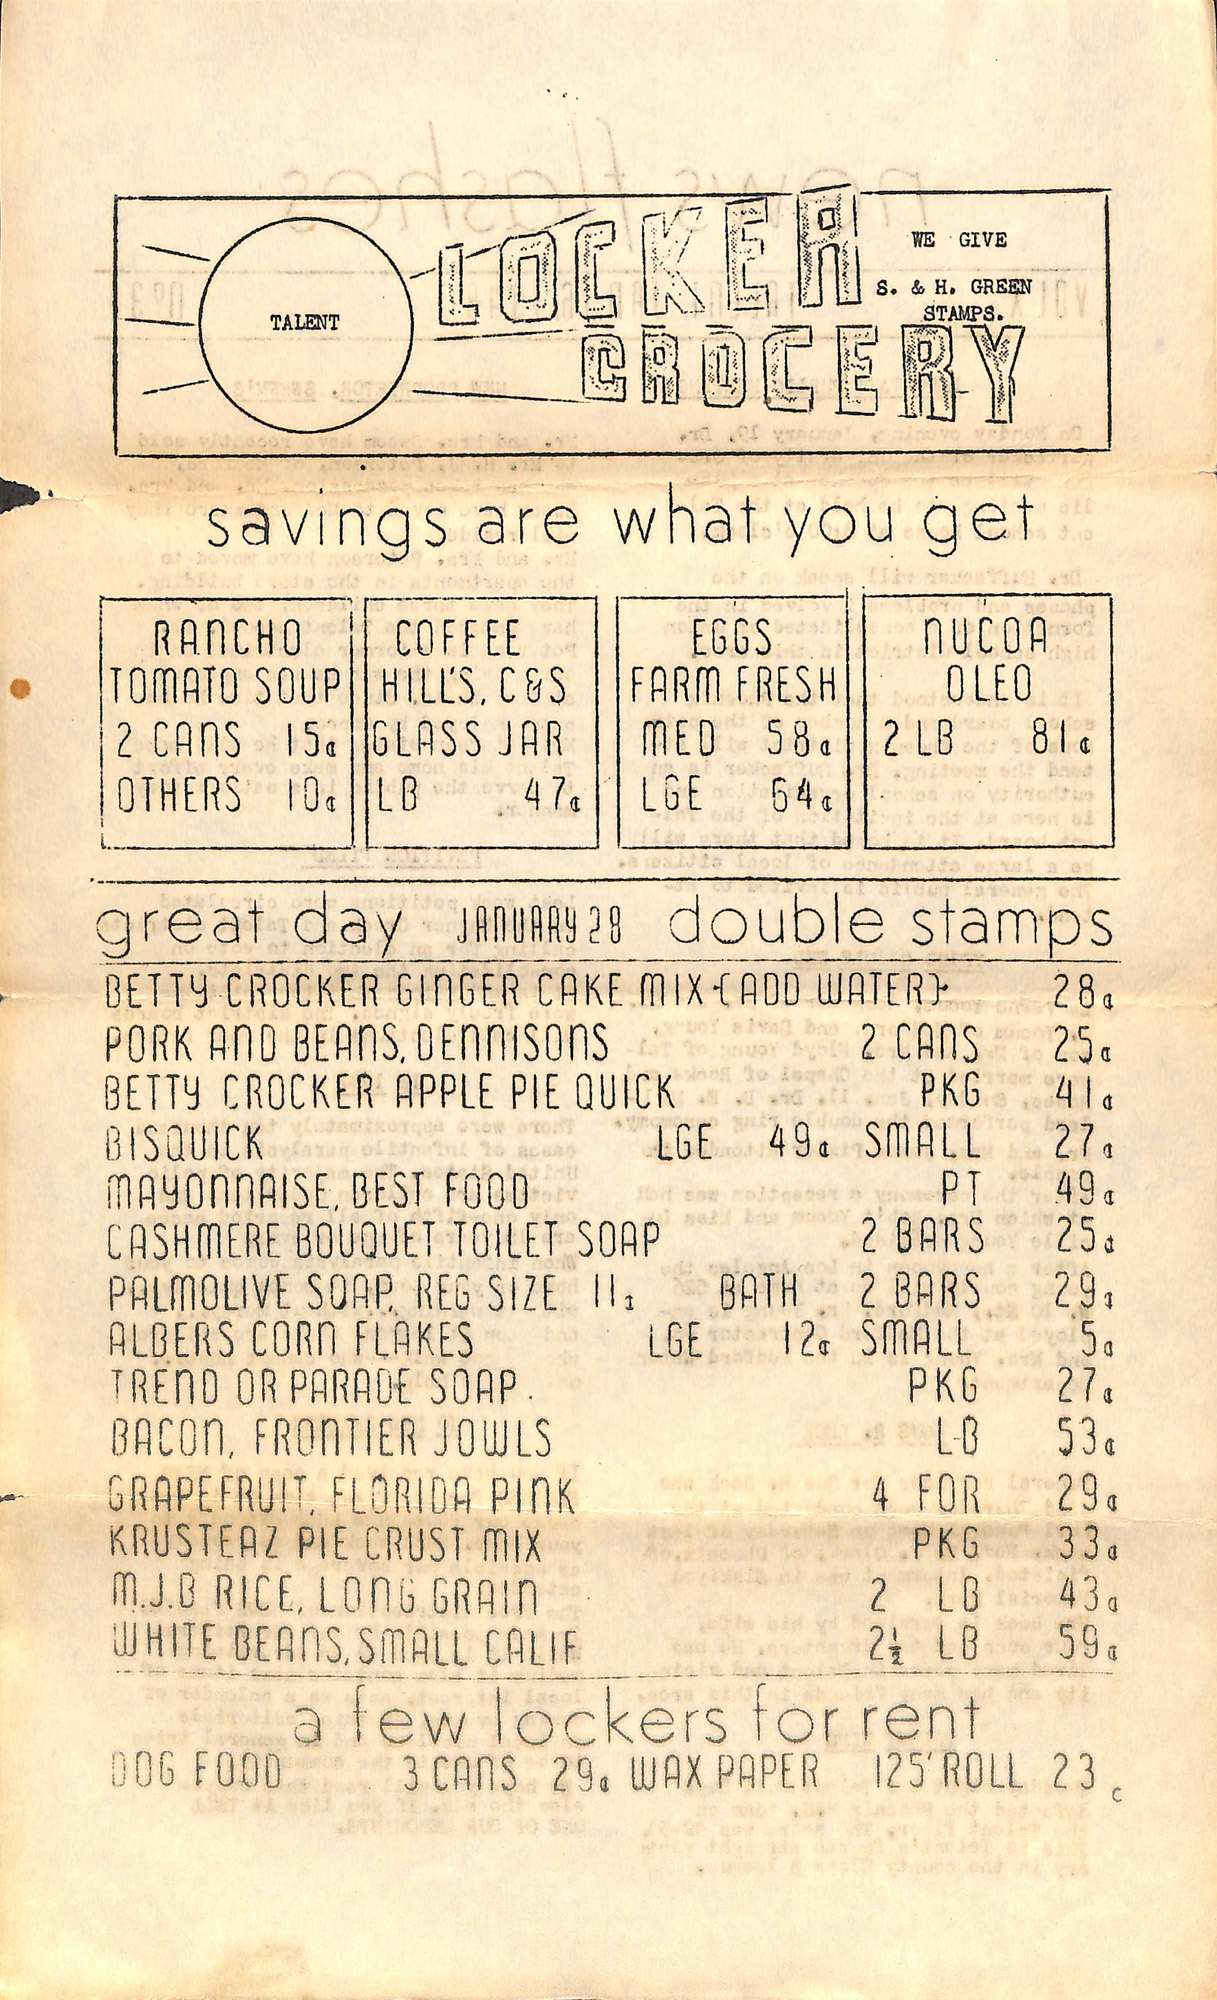 LOCKER
GROCERY
TALENT
WE GIVE
S. & H. GREEN
STAMPS.
savings are what you get
RANCHO
TOMATO SOUP
2 CANS 15¢
OTHERS 10¢
COFFEE
HILL'S, C&S
GLASS JAR
LB 47¢
EGGS
FARM FRESH
MED 58¢
LGE 64¢
NUCOA
OLEO
2 LB 81¢
great day JANUARY 28 double stamps
BETTY CROCKER GINGER CAKE MIX (ADD WATER) 28¢
PORK AND BEANS, DENNISONS 2 CANS 25¢
BETTY CROCKER APPLE PIE QUICK PKG 41¢
BISQUICK LGE 49¢ SMALL 27¢
MAYONNAISE, BEST FOOD PT 49¢
CASHMERE BOUQUET TOILET SOAP 2 BARS 25¢
PALMOLIVE SOAP, REG SIZE 11¢ BATH 2 BARS 29¢
ALBERS CORN FLAKES LGE 12¢ SMALL 5¢
TREND OR PARADE SOAP. PKG 27¢
BACON, FRONTIER JOWLS LB 53¢
GRAPEFRUIT, FLORIDA PINK 4 FOR 29¢
KRUSTEAZ PIE CRUST MIX PKG 33¢
M.J.B RICE, LONG GRAIN 2 LB 43¢
WHITE BEANS, SMALL CALIF 2½ LB 59¢
a few lockers for rent
DOG FOOD 3 CANS 29¢ WAX PAPER 125' ROLL 23c